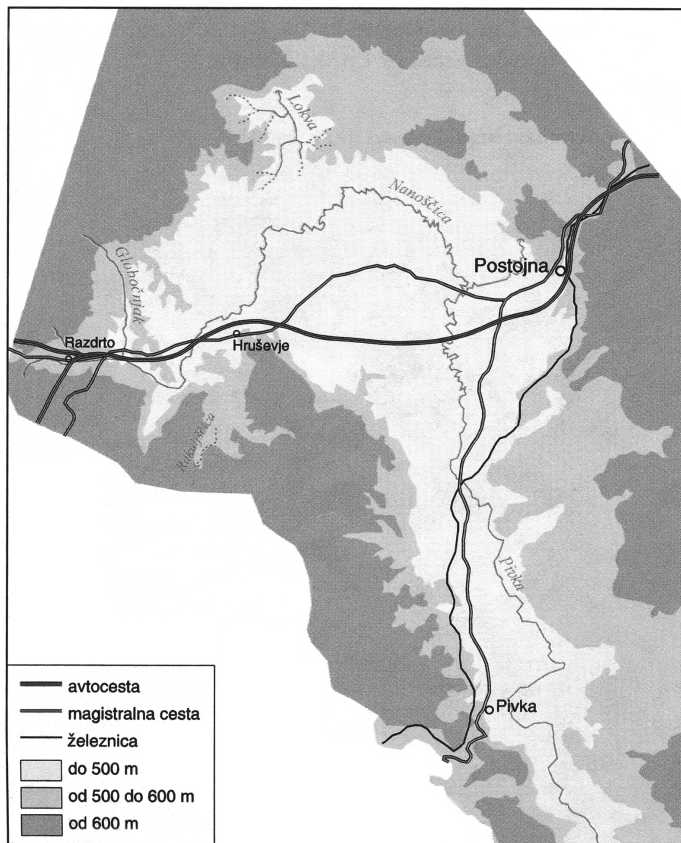 Lokva
Nanoščica
Globočnjak
Postojna
Razdrto
Hruševje
Rakuljščica
Pivka
Pivka
avtocesta
magistralna cesta
železnica
do 500 m
od 500 do 600 m
od 600 m